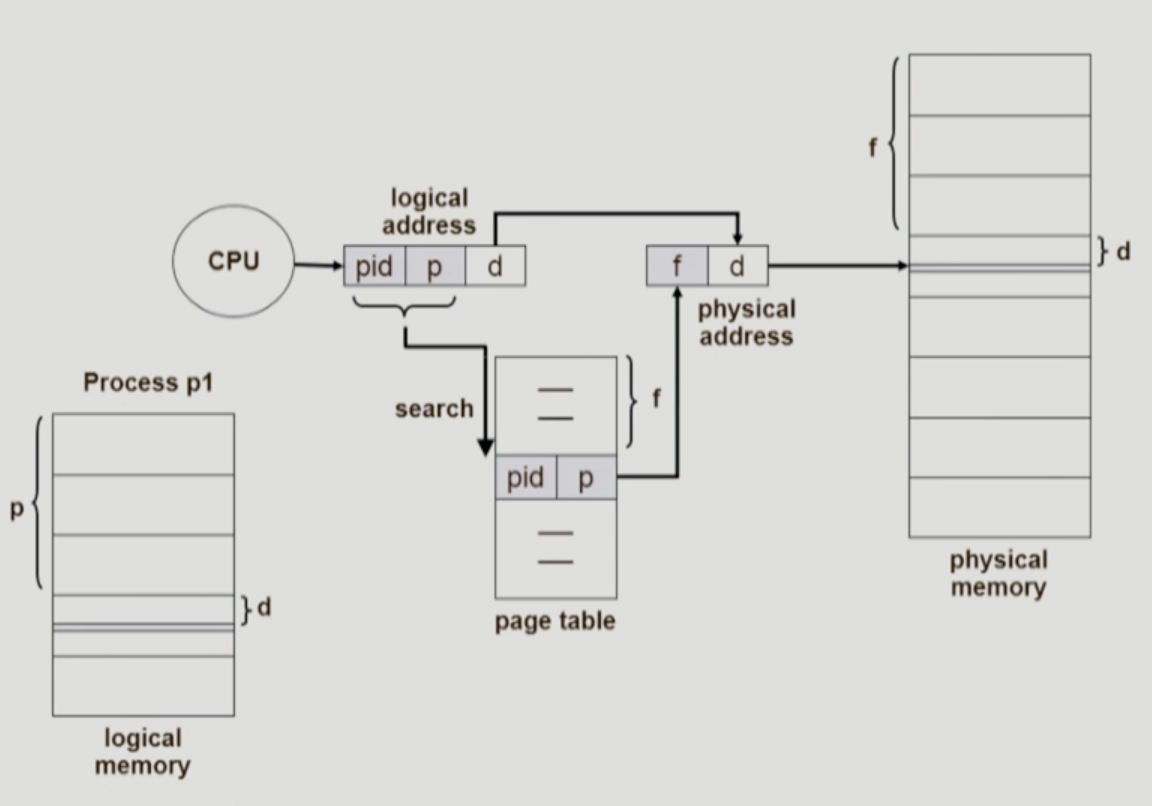 f
logical
address
CPU
pid p d
f d
d
physical
address
Process p1
search
f
p
pid p
d
physical
memory
page table
logical
memory